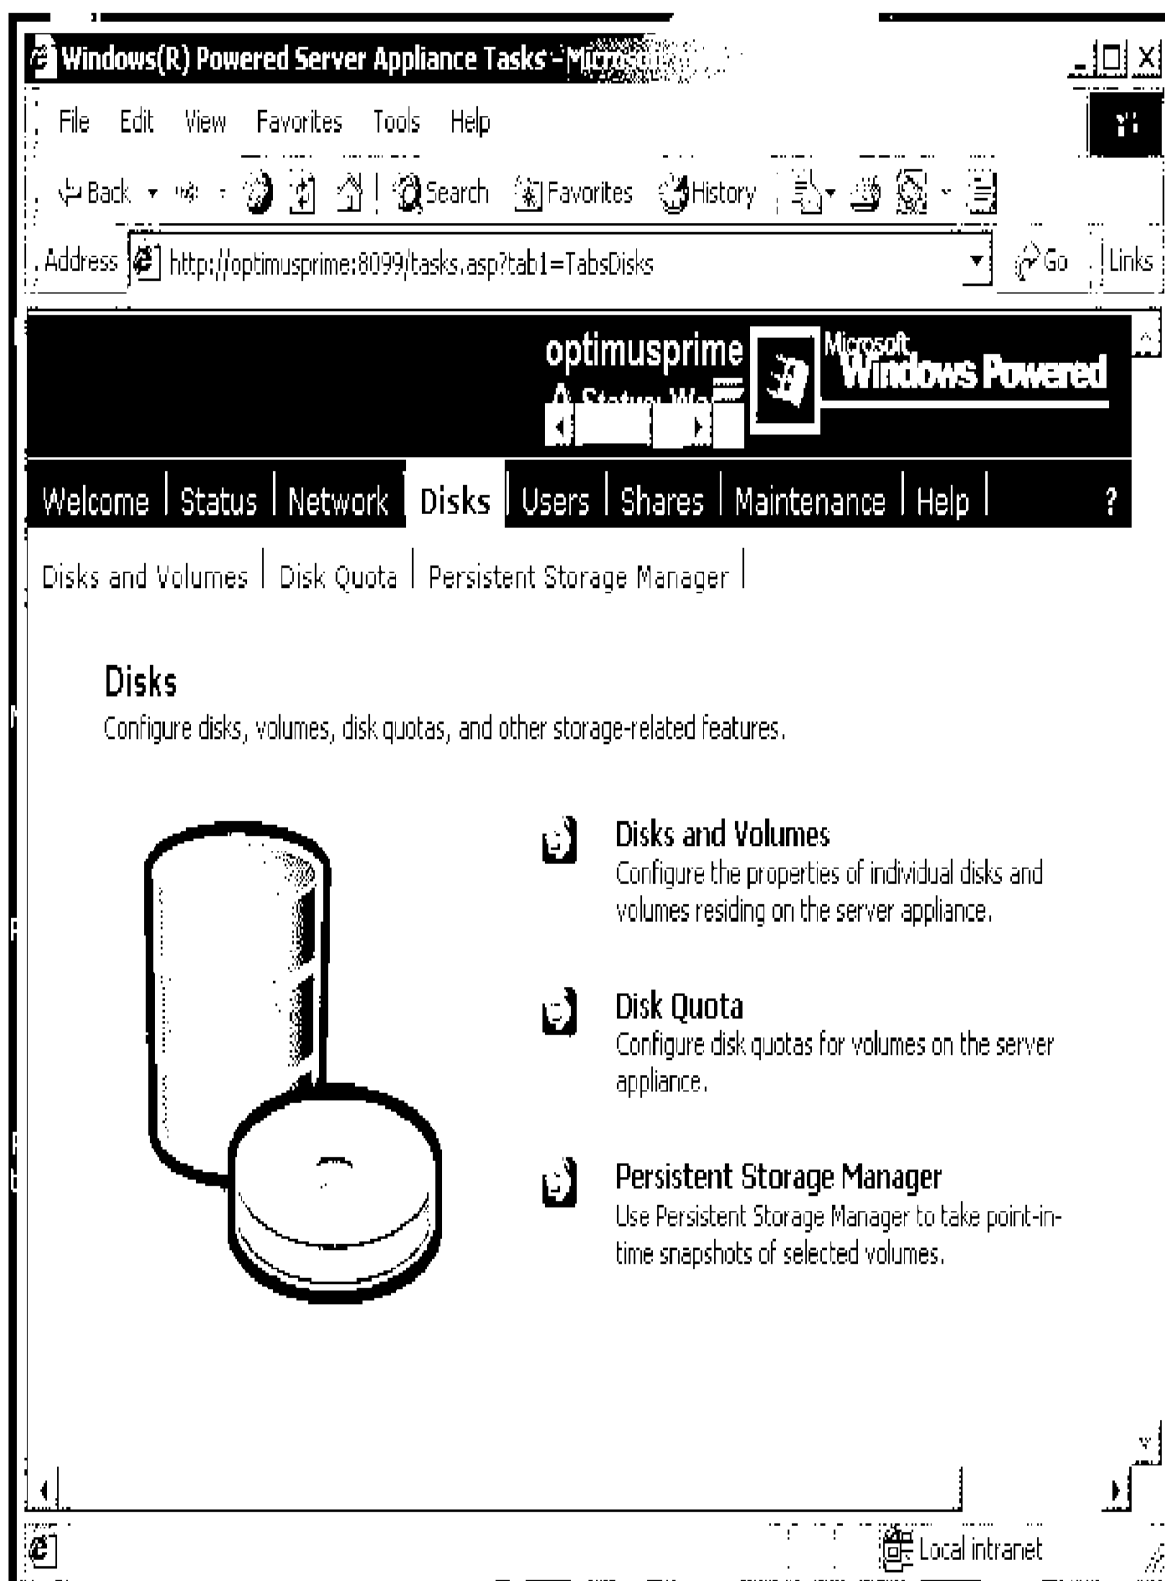 Windows(R) Powered Server Appliance Tasks - Microsoft
File Edit View Favorites Tools Help
Back Search Favorites History
Address http://optimusprime:8099/tasks.asp?tab1=TabsDisks Go Links
optimusprime
Status:
Microsoft
Windows Powered
Welcome Status Network Disks Users Shares Maintenance Help ?
Disks and Volumes Disk Quota Persistent Storage Manager
Disks
Configure disks, volumes, disk quotas, and other storage-related features.
Disks and Volumes
Configure the properties of individual disks and
volumes residing on the server appliance.
Disk Quota
Configure disk quotas for volumes on the server
appliance.
Persistent Storage Manager
Use Persistent Storage Manager to take point-in-
time snapshots of selected volumes.
Local intranet